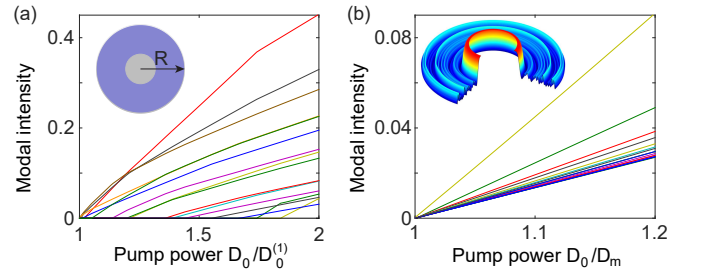 (a)
0.4
0.2
0
Modal intensity
R
1
1.5
2
Pump power D₀/D₀⁽¹⁾
(b)
0.08
0.04
0
Modal intensity
1
1.1
1.2
Pump power D₀/Dₘ